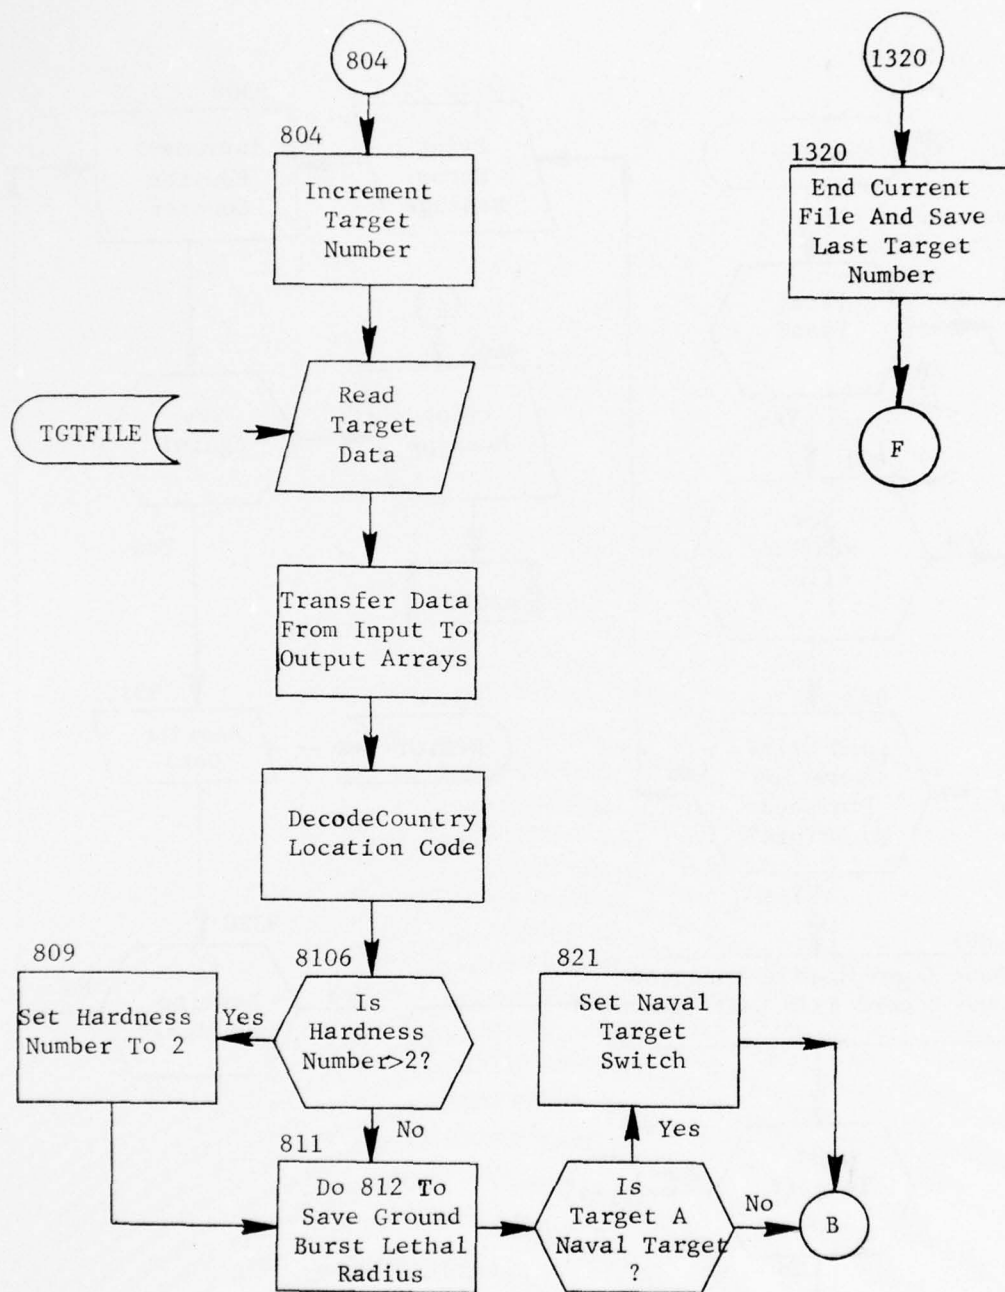 804
804
Increment
Target
Number
TGTFILE
Read
Target
Data
Transfer Data
From Input To
Output Arrays
DecodeCountry
Location Code
8106
Is
Hardness
Number>2?
Yes
No
809
Set Hardness
Number To 2
811
Do 812 To
Save Ground
Burst Lethal
Radius
Is
Target A
Naval Target
?
Yes
No
821
Set Naval
Target
Switch
B
1320
1320
End Current
File And Save
Last Target
Number
F